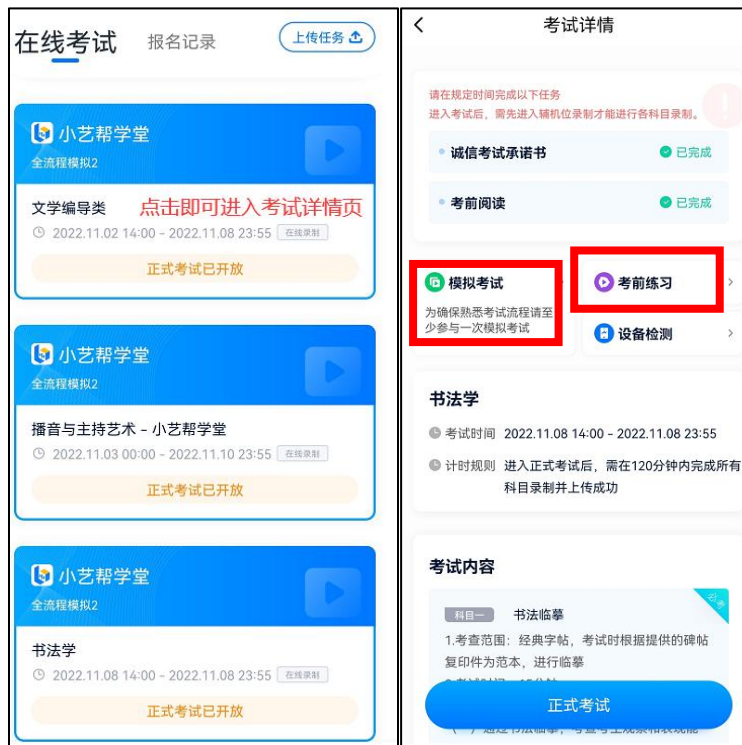 在线考试 报名记录 上传任务
小艺帮学堂
全流程模拟2
文学编导类 点击即可进入考试详情页
2022.11.02 14:00 - 2022.11.08 23:55 在线录制
正式考试已开放
小艺帮学堂
全流程模拟2
播音与主持艺术 - 小艺帮学堂
2022.11.03 00:00 - 2022.11.10 23:55 在线录制
正式考试已开放
小艺帮学堂
全流程模拟2
书法学
2022.11.08 14:00 - 2022.11.08 23:55 在线录制
正式考试已开放
考试详情
请在规定时间完成以下任务
进入考试后，需先进入辅机位录制才能进行各科目录制。
诚信考试承诺书 已完成
考前阅读 已完成
模拟考试
为确保熟悉考试流程请至
少参与一次模拟考试
考前练习
设备检测
书法学
考试时间 2022.11.08 14:00 - 2022.11.08 23:55
计时规则 进入正式考试后，需在120分钟内完成所有
科目录制并上传成功
考试内容
必考
科目一 书法临摹
1.考查范围：经典字帖，考试时根据提供的碑帖
复印件为范本，进行临摹
正式考试